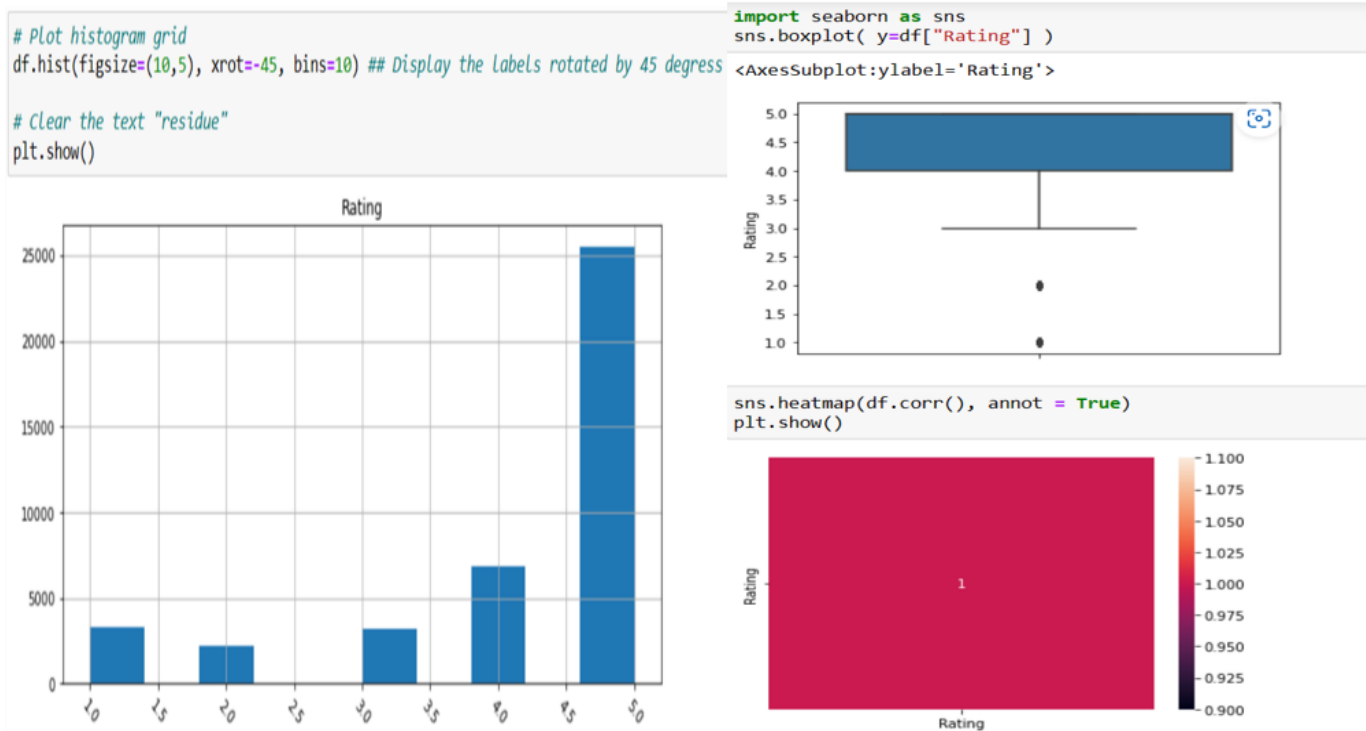 # Plot histogram grid
df.hist(figsize=(10,5), xrot=-45, bins=10) ## Display the labels rotated by 45 degress
# Clear the text "residue"
plt.show()
Rating
25000
20000
15000
10000
5000
0
1.0 1.5 2.0 2.5 3.0 3.5 4.0 4.5 5.0
import seaborn as sns
sns.boxplot( y=df["Rating"] )
<AxesSubplot:ylabel='Rating'>
5.0
4.5
4.0
3.5
3.0
2.5
2.0
1.5
1.0
Rating
sns.heatmap(df.corr(), annot = True)
plt.show()
Rating
1
Rating
1.100
1.075
1.050
1.025
1.000
0.975
0.950
0.925
0.900